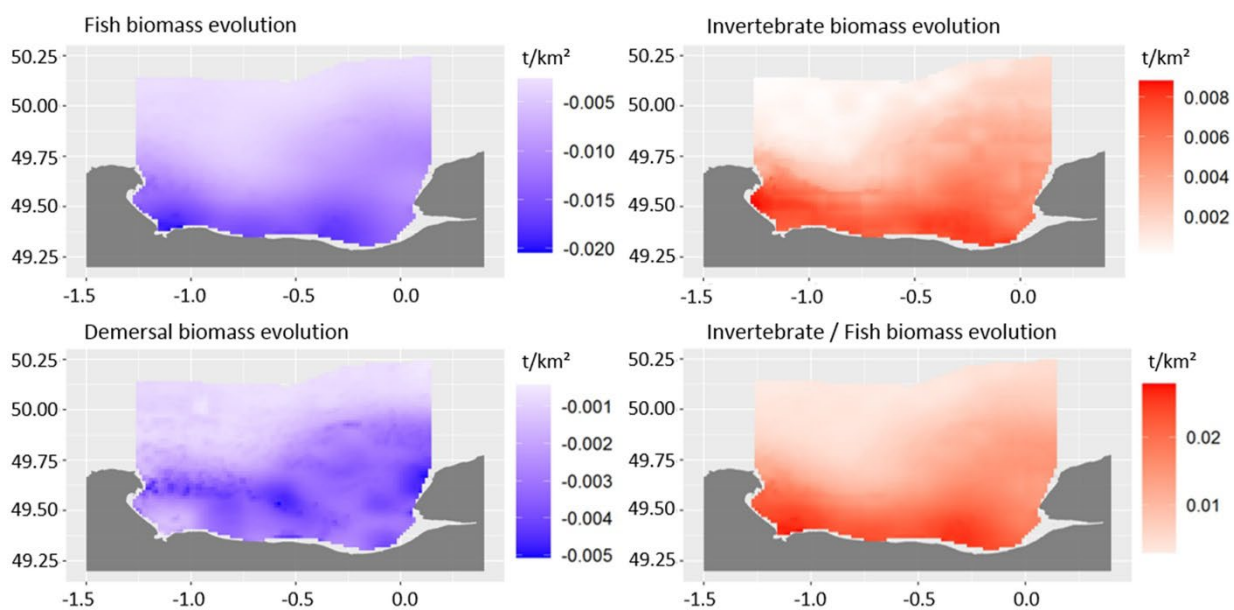 Fish biomass evolution
t/km²
50.25
50.00
49.75
49.50
49.25
-1.5 -1.0 -0.5 0.0
-0.005
-0.010
-0.015
-0.020
Invertebrate biomass evolution
t/km²
50.25
50.00
49.75
49.50
49.25
-1.5 -1.0 -0.5 0.0
0.008
0.006
0.004
0.002
Demersal biomass evolution
t/km²
50.25
50.00
49.75
49.50
49.25
-1.5 -1.0 -0.5 0.0
-0.001
-0.002
-0.003
-0.004
-0.005
Invertebrate / Fish biomass evolution
t/km²
50.25
50.00
49.75
49.50
49.25
-1.5 -1.0 -0.5 0.0
0.02
0.01